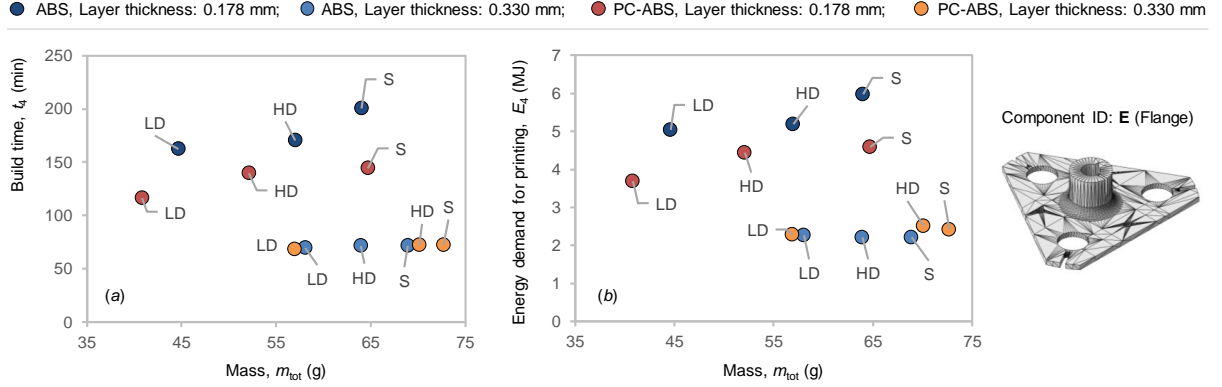 ABS, Layer thickness: 0.178 mm; ABS, Layer thickness: 0.330 mm; PC-ABS, Layer thickness: 0.178 mm; PC-ABS, Layer thickness: 0.330 mm
250
200
150
100
50
0
Build time, t4 (min)
S
HD
LD
S
HD
LD
HD
S
LD
LD
HD
S
(a)
35 45 55 65 75
Mass, mtot (g)
7
6
5
4
3
2
1
0
Energy demand for printing, E4 (MJ)
S
LD
HD
S
HD
LD
HD
S
LD
LD
HD
S
(b)
35 45 55 65 75
Mass, mtot (g)
Component ID: E (Flange)